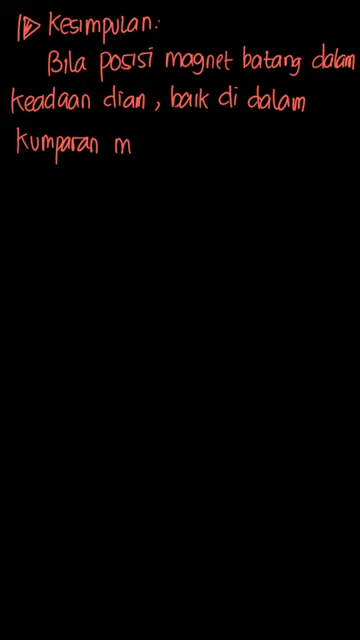 Kesimpulan:
Bila posisi magnet batang dalam
keadaan diam, baik di dalam
kumparan m